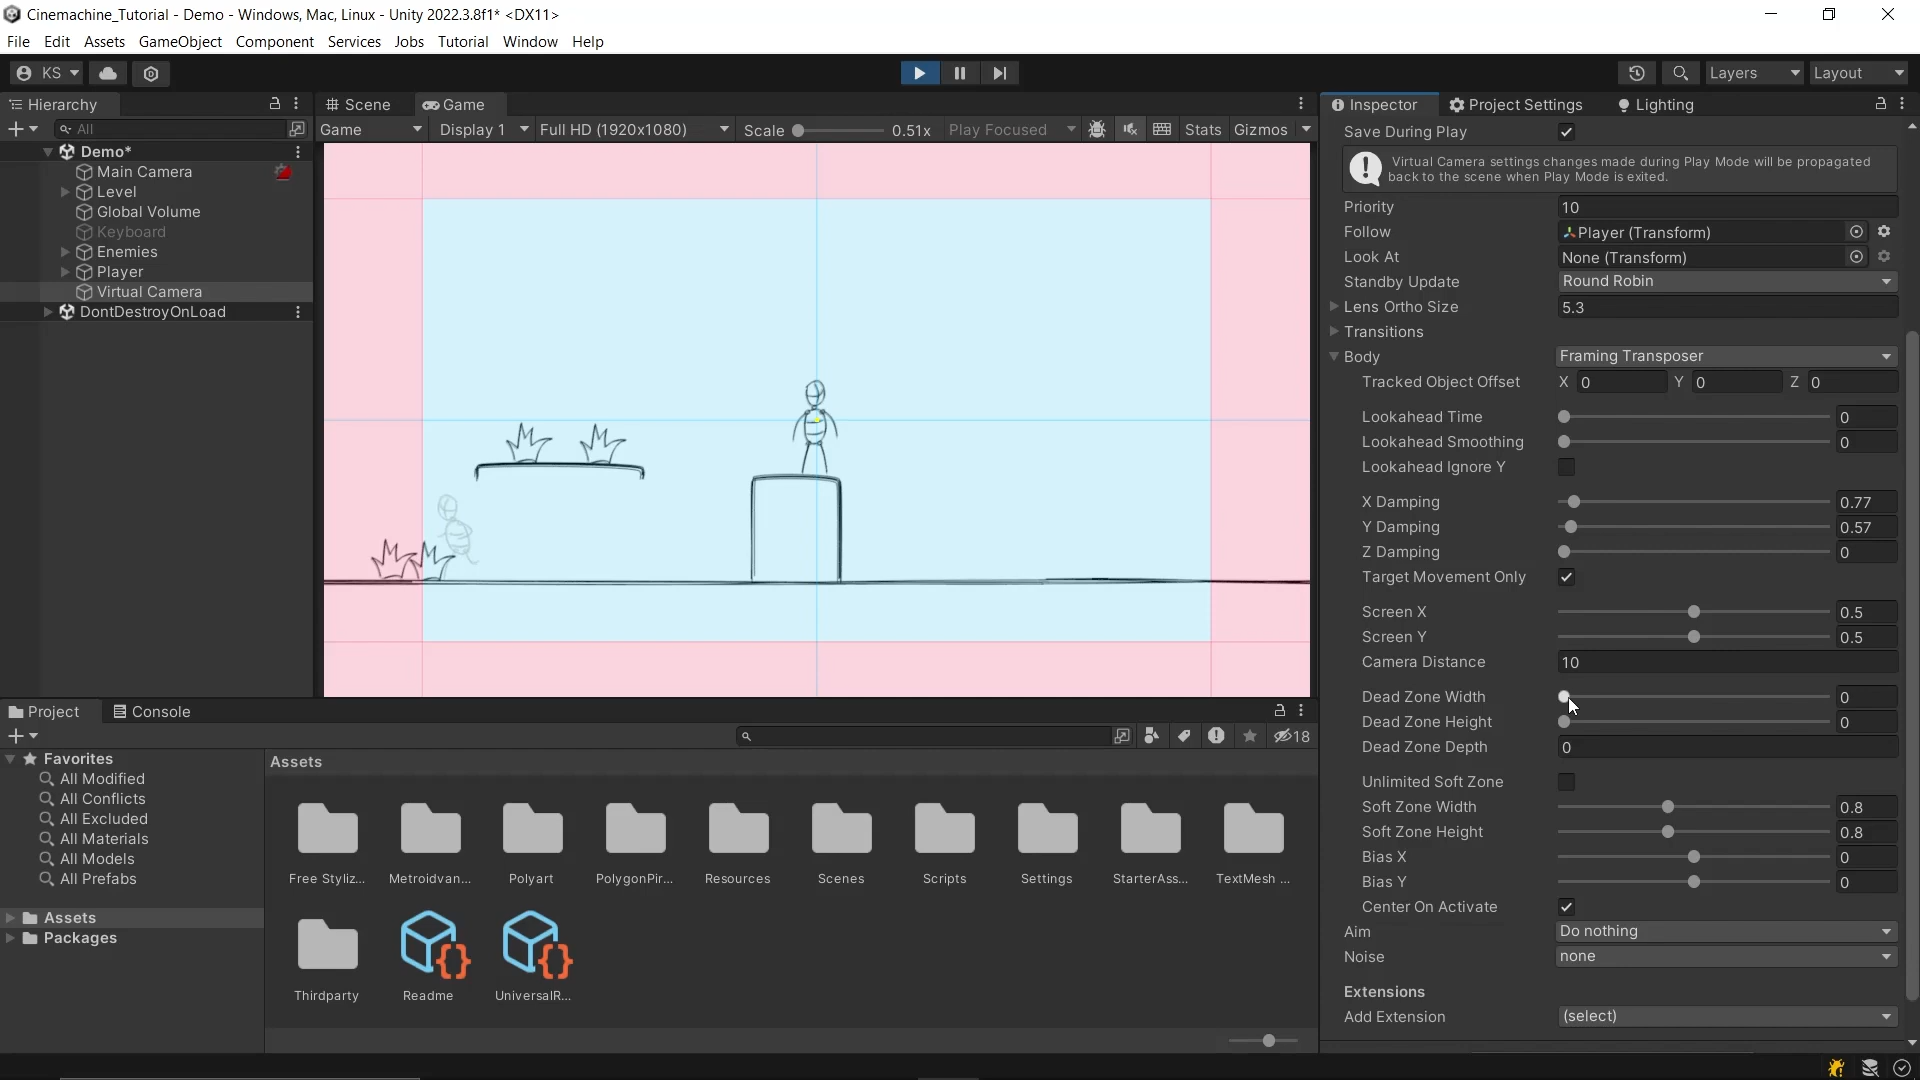 Cinemachine_Tutorial - Demo - Windows, Mac, Linux - Unity 2022.3.8f1* <DX11>
File Edit Assets GameObject Component Services Jobs Tutorial Window Help
KS
Layers
Layout
Hierarchy
All
Demo*
Main Camera
Level
Global Volume
Keyboard
Enemies
Player
Virtual Camera
DontDestroyOnLoad
Scene
Game
Game
Display 1
Full HD (1920x1080)
Scale
0.51x
Play Focused
Stats
Gizmos
Inspector
Project Settings
Lighting
Save During Play
Virtual Camera settings changes made during Play Mode will be propagated
back to the scene when Play Mode is exited.
Priority 10
Follow Player (Transform)
Look At None (Transform)
Standby Update Round Robin
Lens Ortho Size 5.3
Transitions
Body Framing Transposer
Tracked Object Offset X 0 Y 0 Z 0
Lookahead Time 0
Lookahead Smoothing 0
Lookahead Ignore Y
X Damping 0.77
Y Damping 0.57
Z Damping 0
Target Movement Only
Screen X 0.5
Screen Y 0.5
Camera Distance 10
Dead Zone Width 0
Dead Zone Height 0
Dead Zone Depth 0
Unlimited Soft Zone
Soft Zone Width 0.8
Soft Zone Height 0.8
Bias X 0
Bias Y 0
Center On Activate
Aim Do nothing
Noise none
Extensions
Add Extension (select)
Project
Console
18
Favorites
All Modified
All Conflicts
All Excluded
All Materials
All Models
All Prefabs
Assets
Packages
Assets
Free Styliz...
Metroidvan...
Polyart
PolygonPir...
Resources
Scenes
Scripts
Settings
StarterAss...
TextMesh ...
Thirdparty
Readme
UniversalR...